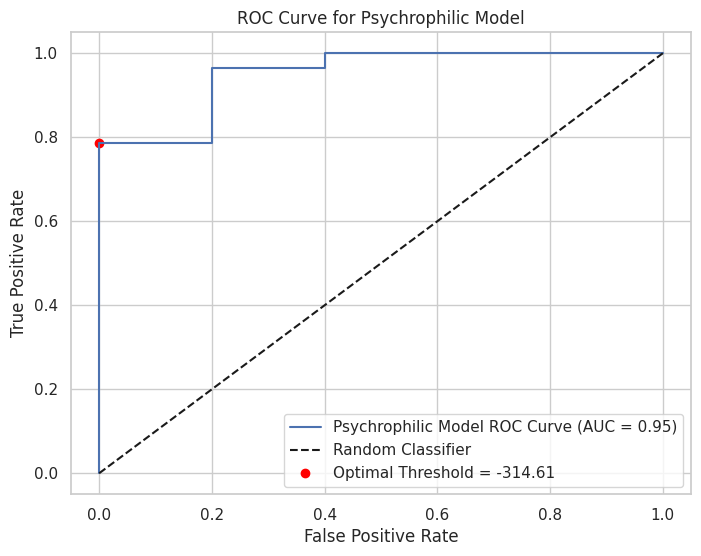 ROC Curve for Psychrophilic Model
True Positive Rate
1.0
0.8
0.6
0.4
0.2
0.0
0.0 0.2 0.4 0.6 0.8 1.0
False Positive Rate
Psychrophilic Model ROC Curve (AUC = 0.95)
Random Classifier
Optimal Threshold = -314.61